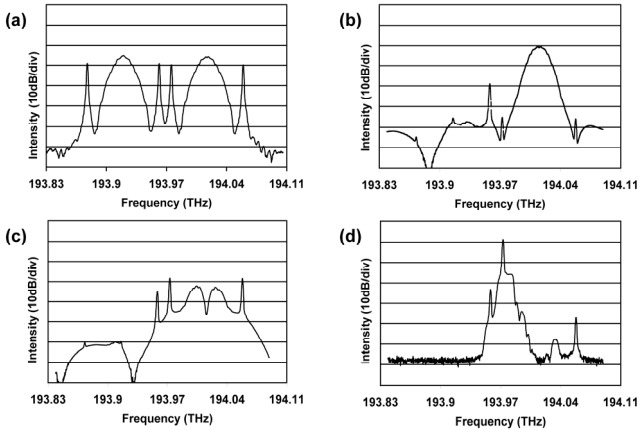 (a)
Intensity (10dB/div)
193.83 193.9 193.97 194.04 194.11
Frequency (THz)
(b)
Intensity (10dB/div)
193.83 193.9 193.97 194.04 194.11
Frequency (THz)
(c)
Intensity (10dB/div)
193.83 193.9 193.97 194.04 194.11
Frequency (THz)
(d)
Intensity (10dB/div)
193.83 193.9 193.97 194.04 194.11
Frequency (THz)